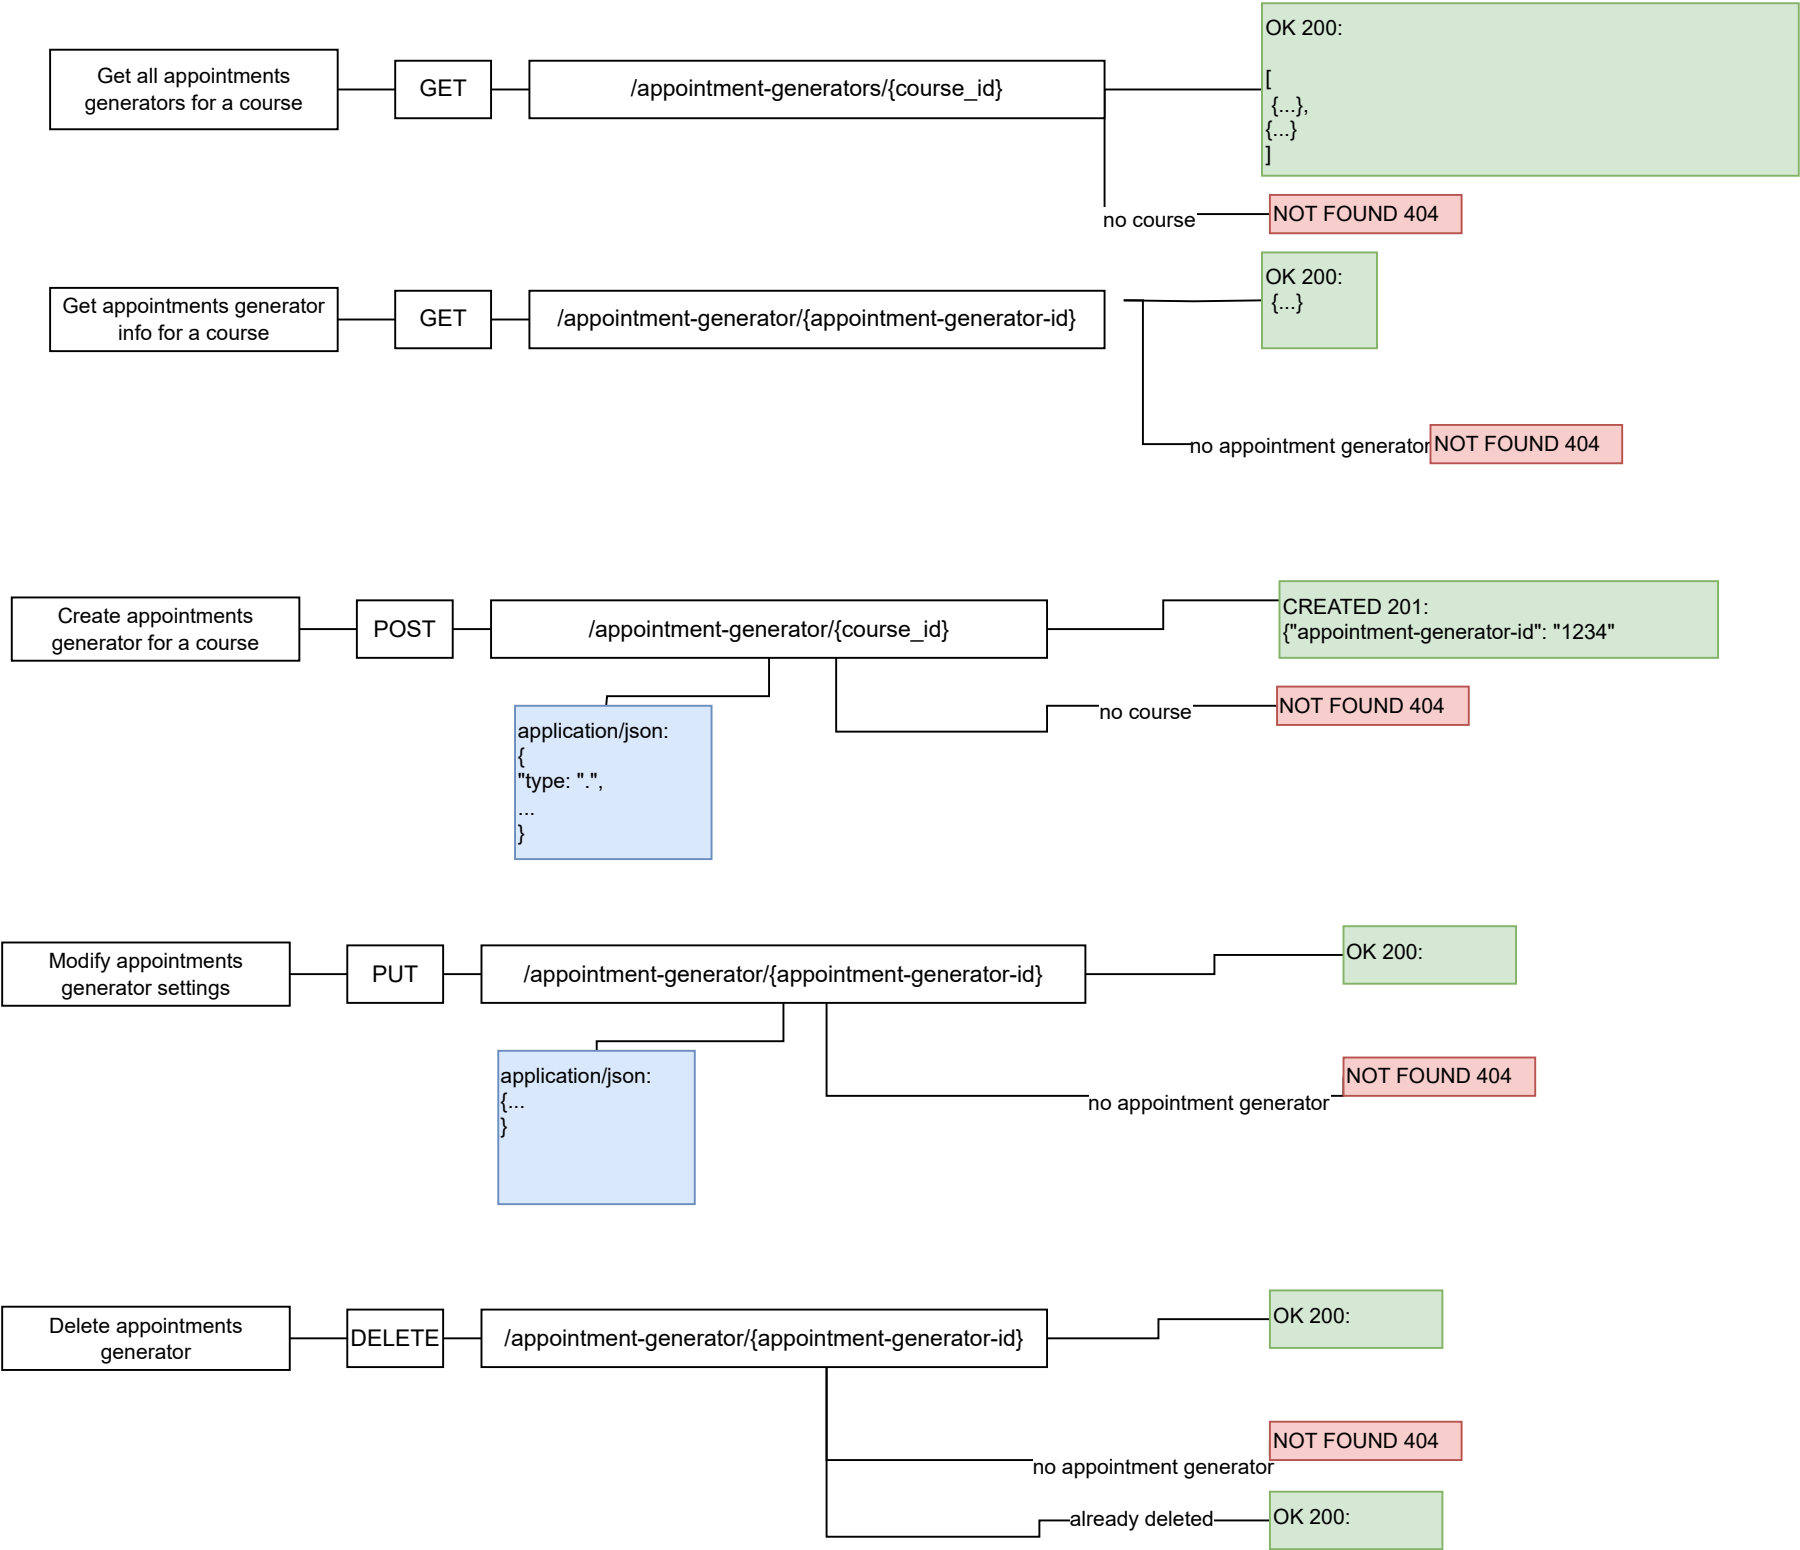 Get all appointments
generators for a course
GET
/appointment-generators/{course_id}
OK 200:
[
{...},
{...}
]
no course
NOT FOUND 404
Get appointments generator
info for a course
GET
/appointment-generator/{appointment-generator-id}
OK 200:
{...}
no appointment generator
NOT FOUND 404
Create appointments
generator for a course
POST
/appointment-generator/{course_id}
CREATED 201:
{"appointment-generator-id": "1234"
no course
NOT FOUND 404
application/json:
{
"type: ".",
...
}
Modify appointments
generator settings
PUT
/appointment-generator/{appointment-generator-id}
OK 200:
application/json:
{...
}
no appointment generator
NOT FOUND 404
Delete appointments
generator
DELETE
/appointment-generator/{appointment-generator-id}
OK 200:
no appointment generator
NOT FOUND 404
already deleted
OK 200: